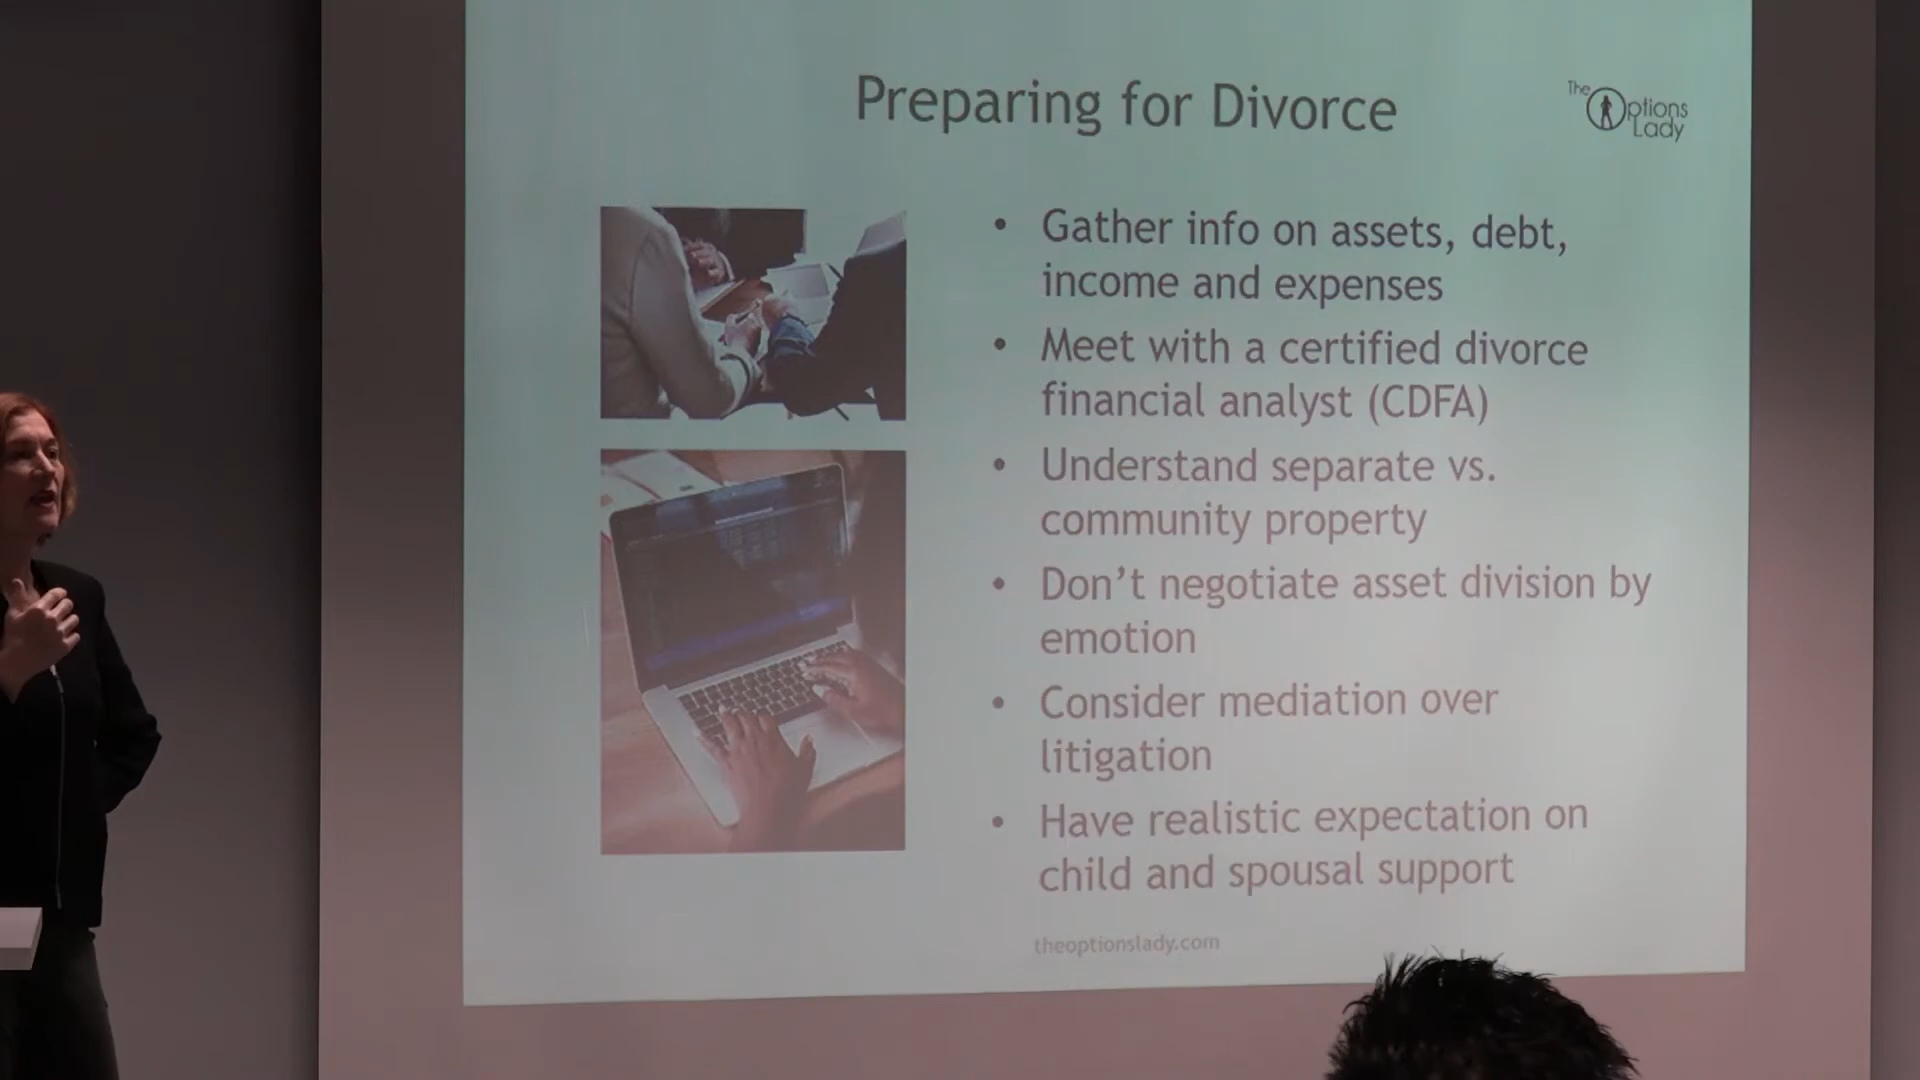 Preparing for Divorce
The Options
Lady
• Gather info on assets, debt,
income and expenses
• Meet with a certified divorce
financial analyst (CDFA)
• Understand separate vs.
community property
• Don’t negotiate asset division by
emotion
• Consider mediation over
litigation
• Have realistic expectation on
child and spousal support
theoptionslady.com